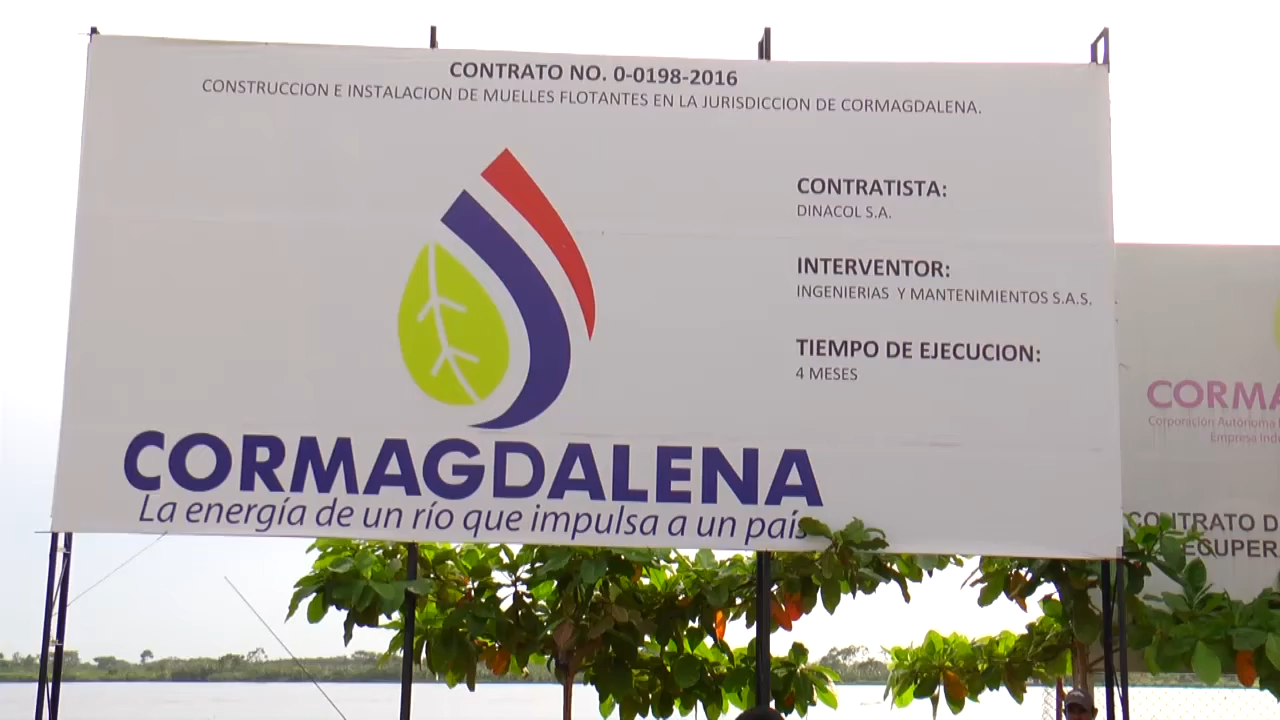 CONTRATO NO. 0-0198-2016
CONSTRUCCION E INSTALACION DE MUELLES FLOTANTES EN LA JURISDICCION DE CORMAGDALENA.
CONTRATISTA:
DINACOL S.A.
INTERVENTOR:
INGENIERIAS Y MANTENIMIENTOS S.A.S.
TIEMPO DE EJECUCION:
4 MESES
CORMAGDALENA
La energía de un río que impulsa a un país
CORMA
Corporación Autónoma
Empresa Indu
CONTRATO D
ECUPER